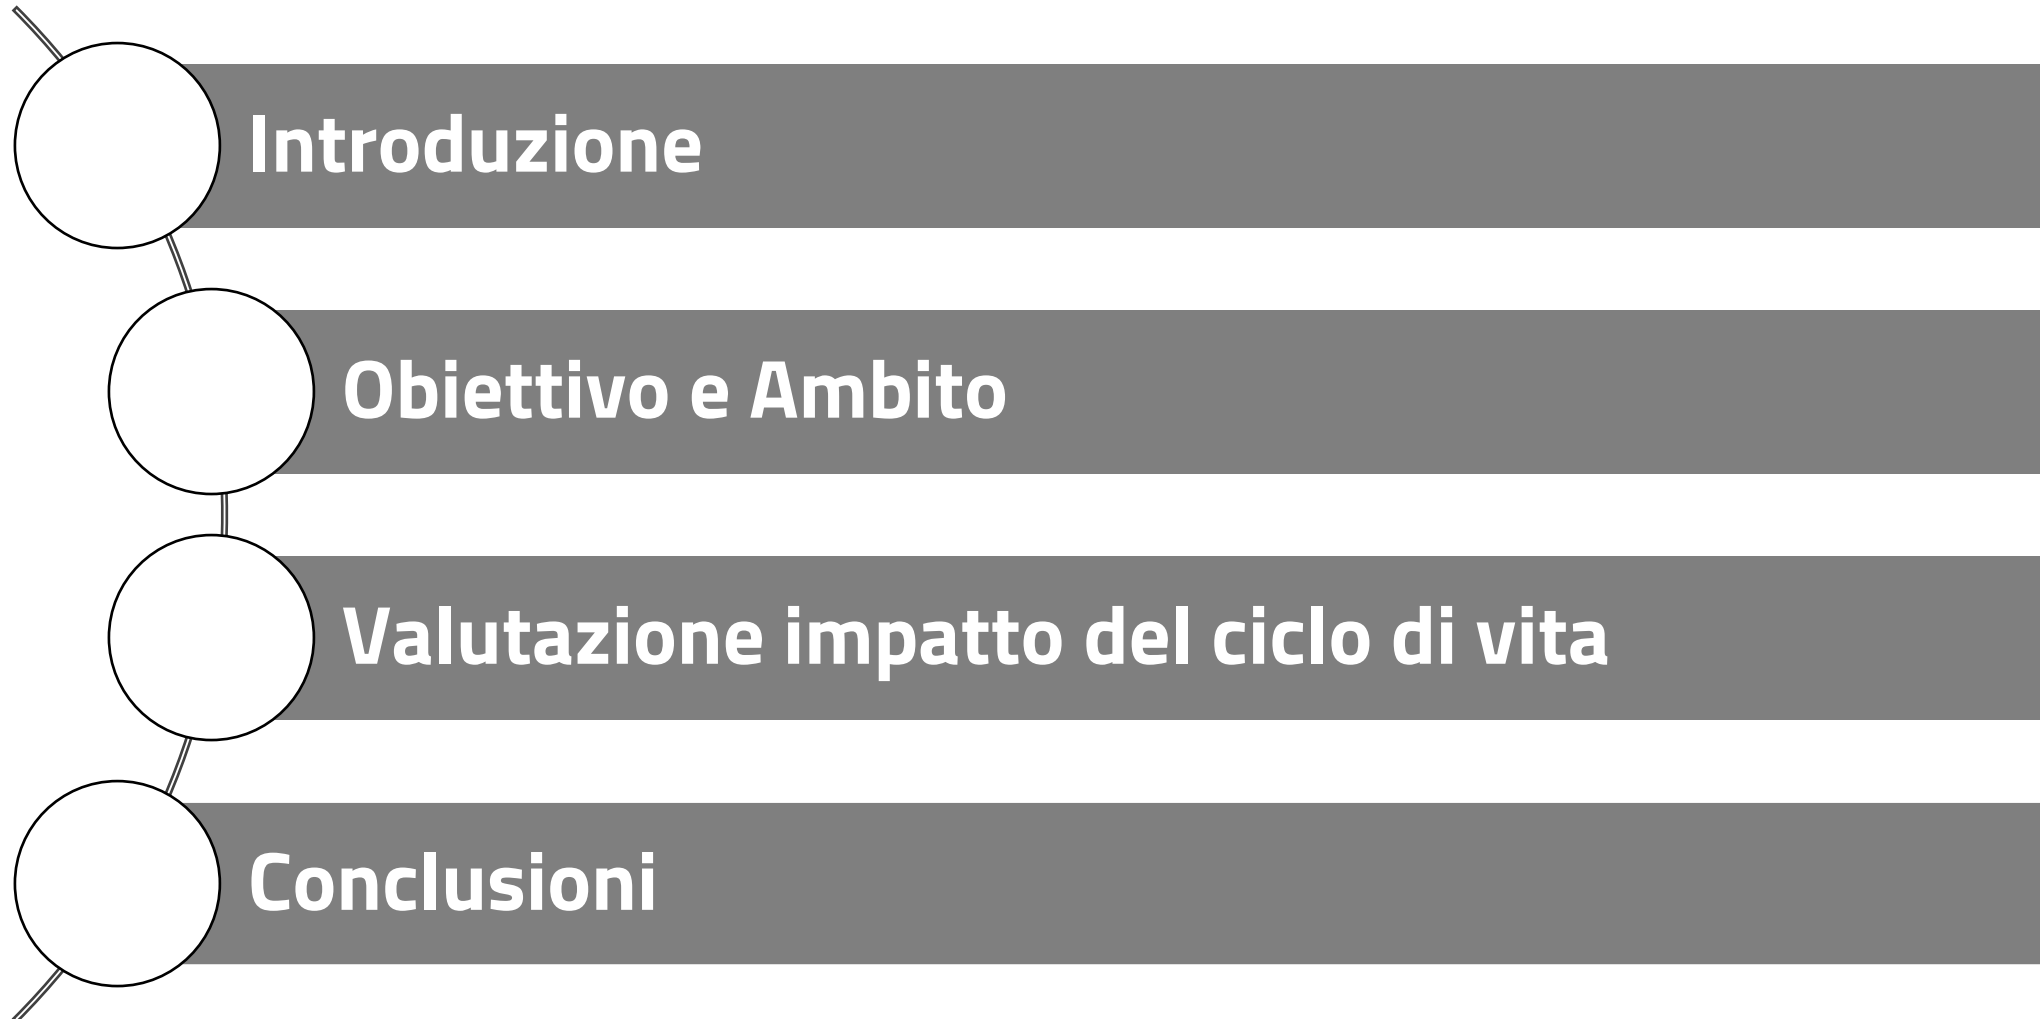 Introduzione
Obiettivo e Ambito
Valutazione impatto del ciclo di vita
Conclusioni